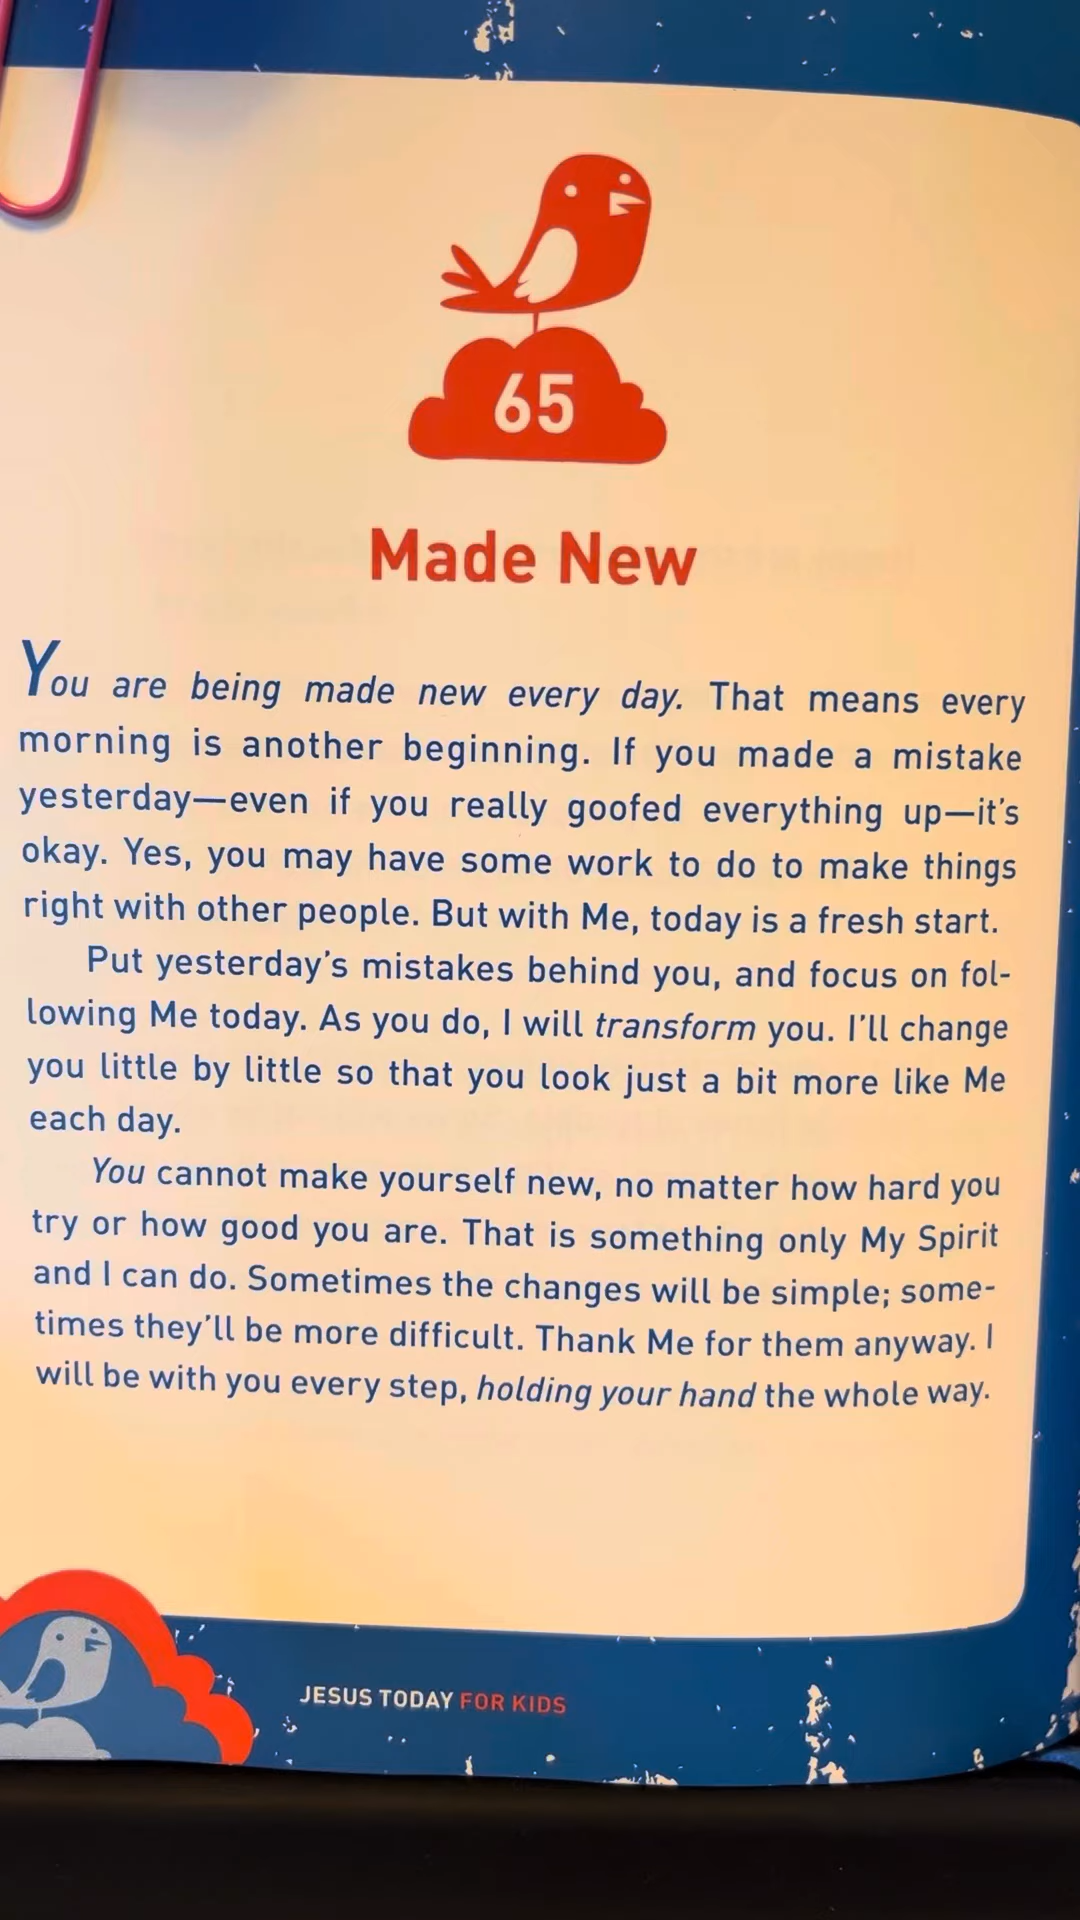 65
Made New
You are being made new every day. That means every
morning is another beginning. If you made a mistake
yesterday—even if you really goofed everything up—it's
okay. Yes, you may have some work to do to make things
right with other people. But with Me, today is a fresh start.
Put yesterday's mistakes behind you, and focus on fol-
lowing Me today. As you do, I will transform you. I'll change
you little by little so that you look just a bit more like Me
each day.
You cannot make yourself new, no matter how hard you
try or how good you are. That is something only My Spirit
and I can do. Sometimes the changes will be simple; some-
times they'll be more difficult. Thank Me for them anyway. I
will be with you every step, holding your hand the whole way.
JESUS TODAY FOR KIDS